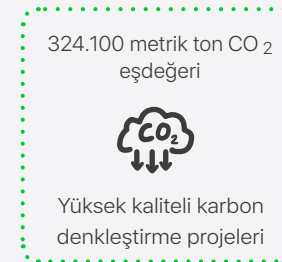 324.100 metrik ton CO 2
eşdeğeri
CO2
Yüksek kaliteli karbon
denkleştirme projeleri